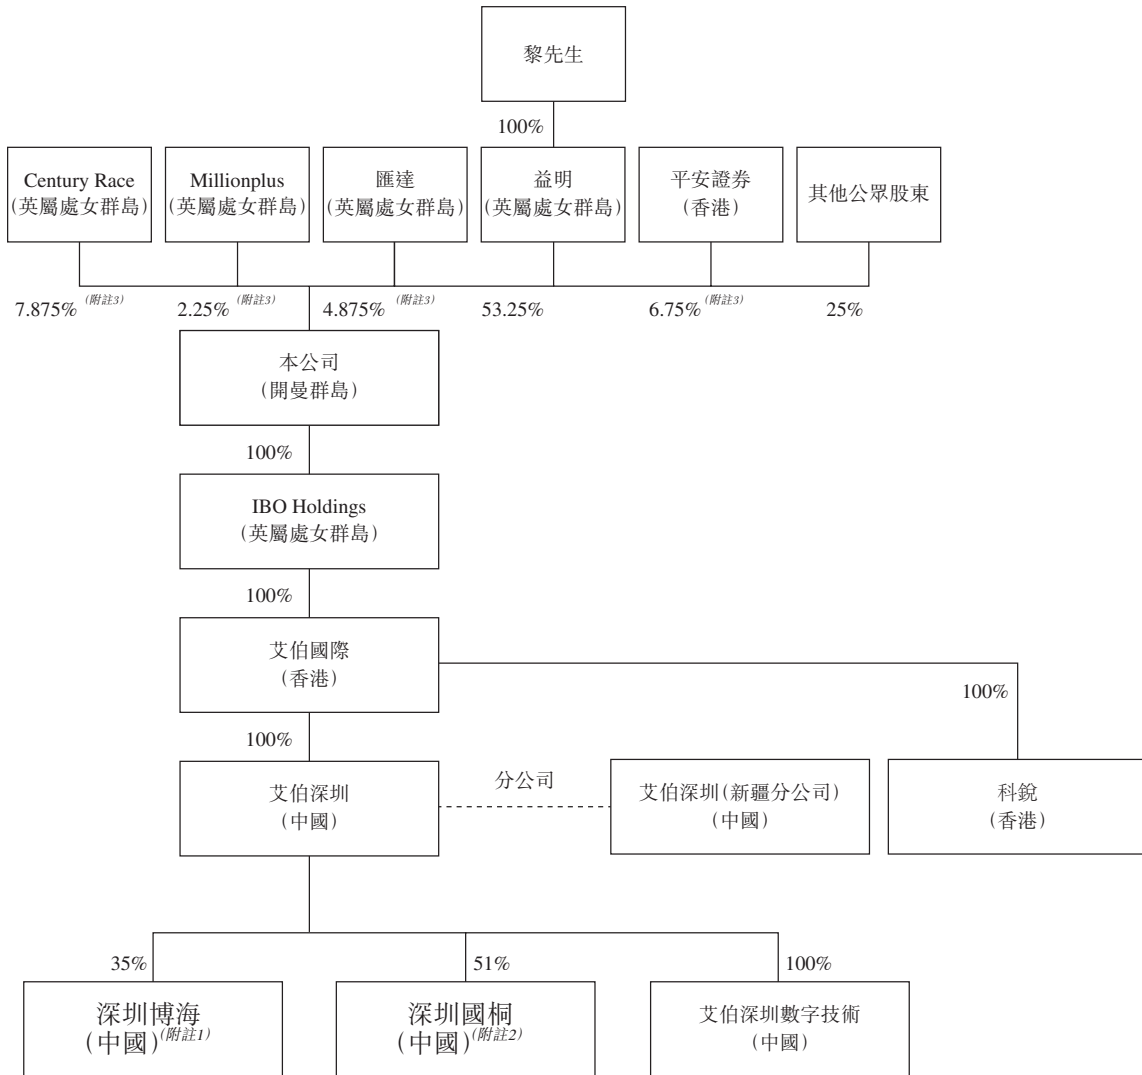 黎先生
100%
Century Race
(英屬處女群島)
Millionplus
(英屬處女群島)
匯達
(英屬處女群島)
益明
(英屬處女群島)
平安證券
(香港)
其他公眾股東
7.875% (附註3)
2.25% (附註3)
4.875% (附註3)
53.25%
6.75% (附註3)
25%
本公司
(開曼群島)
100%
IBO Holdings
(英屬處女群島)
100%
艾伯國際
(香港)
100%
100%
艾伯深圳
(中國)
分公司
艾伯深圳(新疆分公司)
(中國)
科銳
(香港)
35%
51%
100%
深圳博海
(中國)(附註1)
深圳國桐
(中國)(附註2)
艾伯深圳數字技術
(中國)